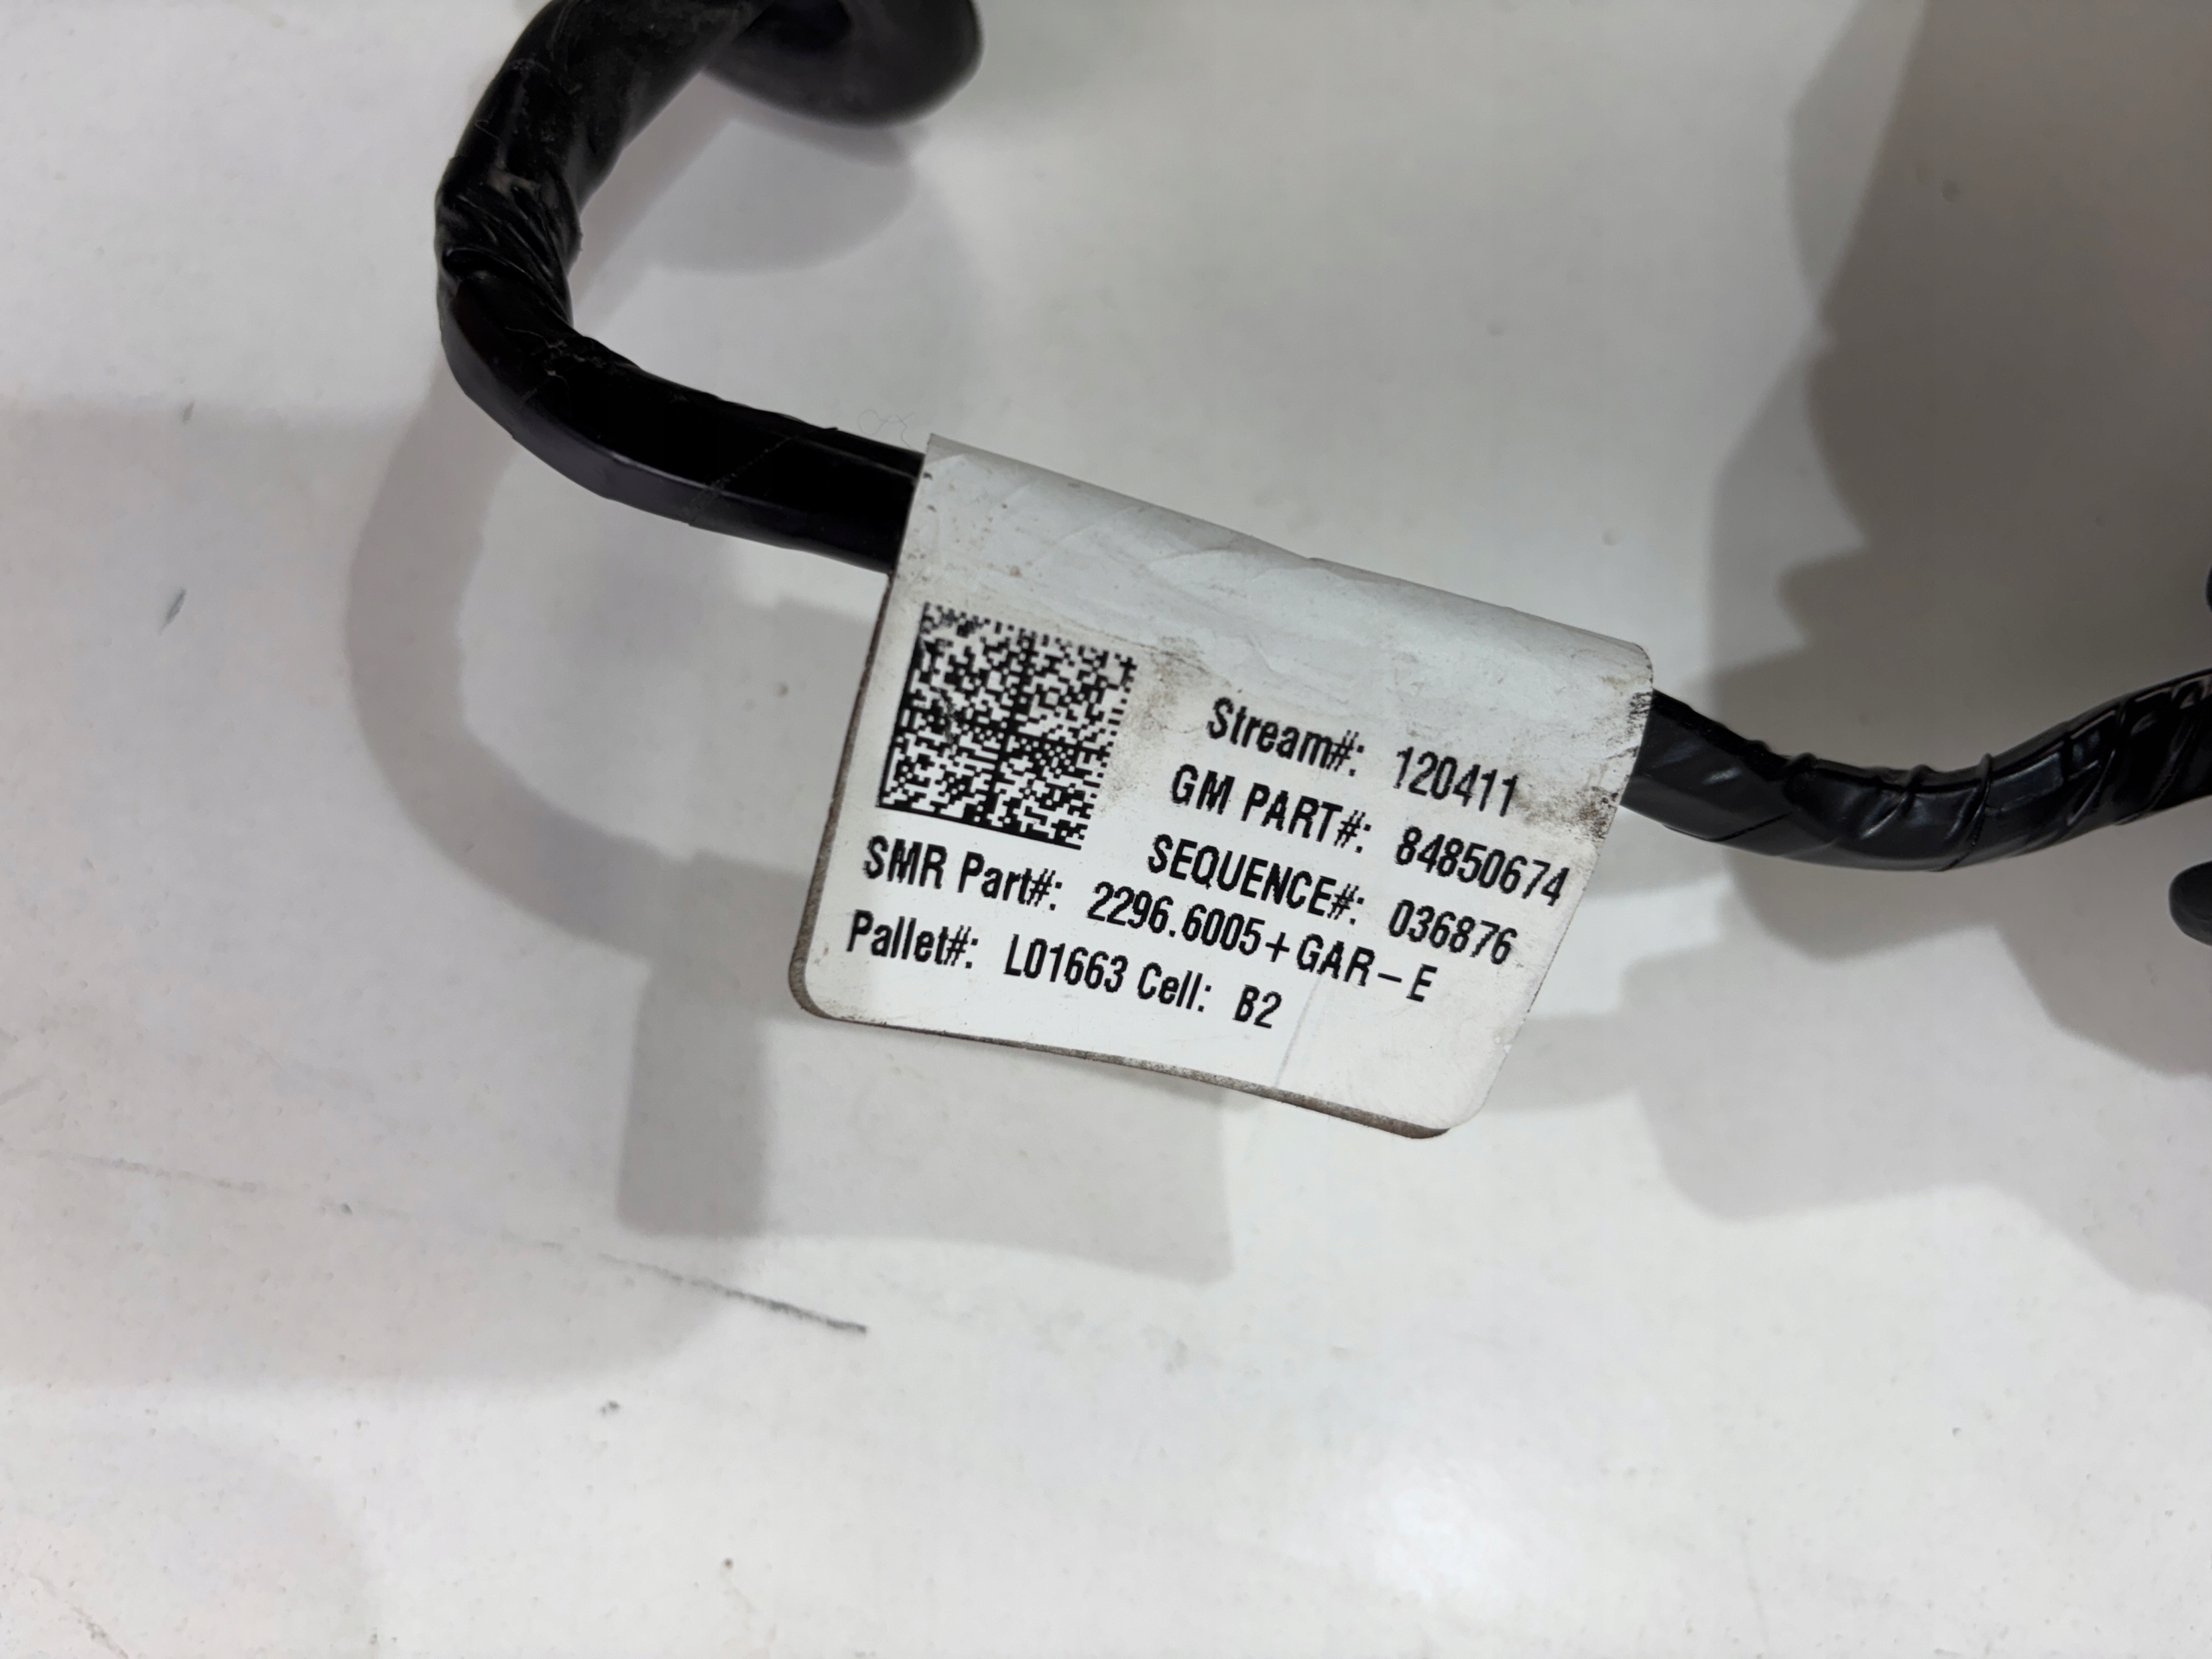 Stream#: 120411
GM PART#: 84850674
SEQUENCE#: 036876
SMR Part#: 2296.6005+GAR-E
Pallet#: L01663 Cell: B2